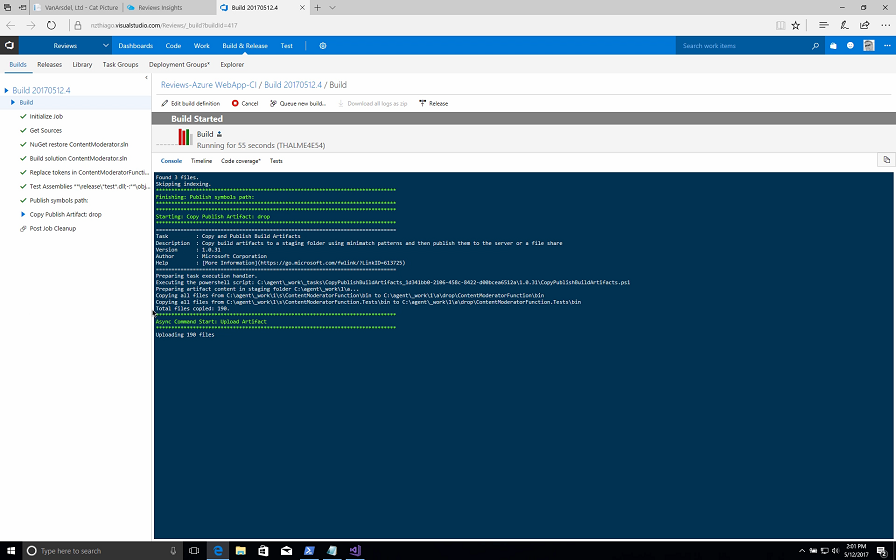 VanArsdel, Ltd - Cat Picture
Reviews Insights
Build 20170512.4
nzthiago.visualstudio.com/Reviews/_build?buildid=417
Reviews
Dashboards
Code
Work
Build & Release
Test
Search work items
Builds
Releases
Library
Task Groups
Deployment Groups*
Explorer
Build 20170512.4
Build
Initialize Job
Get Sources
NuGet restore ContentModerator.sln
Build solution ContentModerator.sln
Replace tokens in ContentModeratorFuncti...
Test Assemblies **\release\*test*.dll;-:**\obj...
Publish symbols path:
Copy Publish Artifact: drop
Post Job Cleanup
Reviews-Azure WebApp-CI / Build 20170512.4 / Build
Edit build definition
Cancel
Queue new build...
Download all logs as zip
Release
Build Started
Build
Running for 55 seconds (THALME4E54)
Console
Timeline
Code coverage*
Tests
Found 3 files.
Skipping indexing.
******************************************************************************
Finishing: Publish symbols path:
******************************************************************************
******************************************************************************
Starting: Copy Publish Artifact: drop
******************************************************************************
==============================================================================
Task : Copy and Publish Build Artifacts
Description : Copy build artifacts to a staging folder using minimatch patterns and then publish them to the server or a file share
Version : 1.0.31
Author : Microsoft Corporation
Help : [More Information](https://go.microsoft.com/fwlink/?LinkID=613725)
==============================================================================
Preparing task execution handler.
Executing the powershell script: C:\agent\_work\_tasks\CopyPublishBuildArtifacts_1d341bb0-2106-458c-8422-d00bcea6512a\1.0.31\CopyPublishBuildArtifacts.ps1
Preparing artifact content in staging folder C:\agent\_work\1\a...
Copying all files from C:\agent\_work\1\s\ContentModeratorFunction\bin to C:\agent\_work\1\a\drop\ContentModeratorFunction\bin
Copying all files from C:\agent\_work\1\s\ContentModeratorFunction.Tests\bin to C:\agent\_work\1\a\drop\ContentModeratorFunction.Tests\bin
Total files copied: 190.
******************************************************************************
Async Command Start: Upload Artifact
******************************************************************************
Uploading 190 files
Type here to search
2:01 PM
5/12/2017